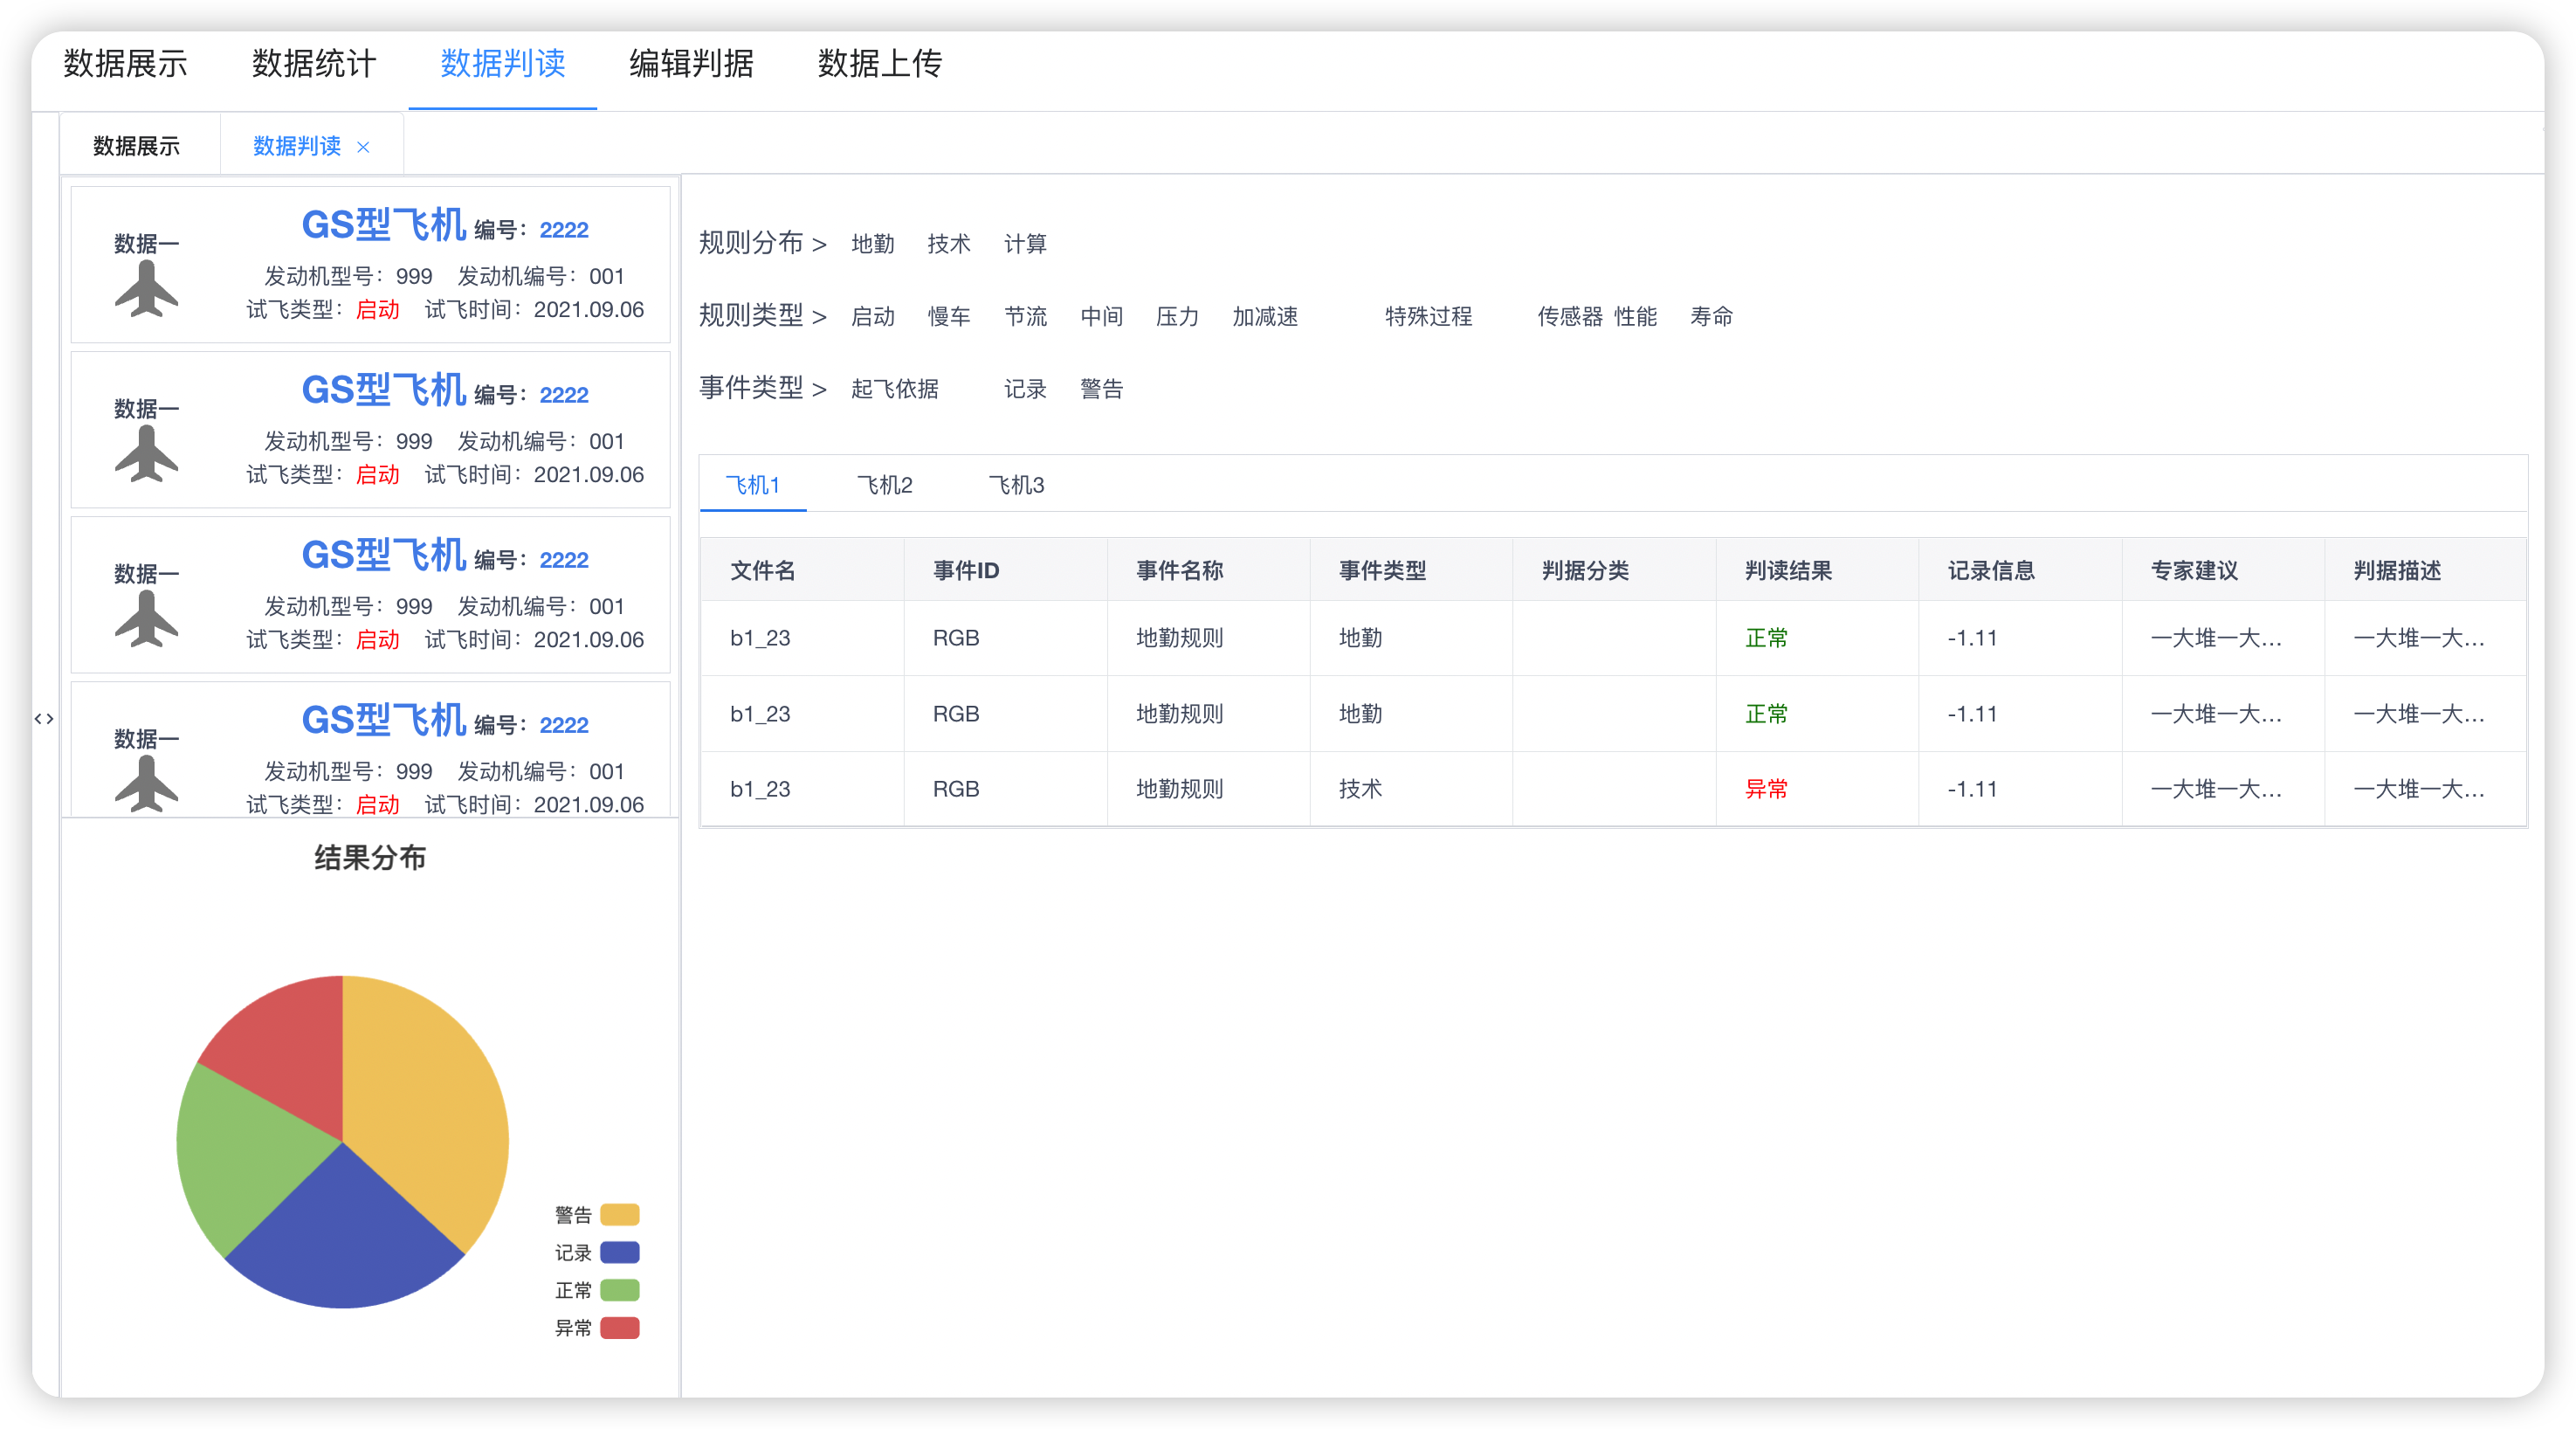 数据展示 数据统计 数据判读 编辑判据 数据上传
数据展示 数据判读 ×
数据一
GS型飞机 编号：2222
发动机型号：999 发动机编号：001
试飞类型：启动 试飞时间：2021.09.06
数据一
GS型飞机 编号：2222
发动机型号：999 发动机编号：001
试飞类型：启动 试飞时间：2021.09.06
数据一
GS型飞机 编号：2222
发动机型号：999 发动机编号：001
试飞类型：启动 试飞时间：2021.09.06
数据一
GS型飞机 编号：2222
发动机型号：999 发动机编号：001
试飞类型：启动 试飞时间：2021.09.06
结果分布
警告
记录
正常
异常
规则分布 > 地勤 技术 计算
规则类型 > 启动 慢车 节流 中间 压力 加减速 特殊过程 传感器 性能 寿命
事件类型 > 起飞依据 记录 警告
飞机1 飞机2 飞机3
文件名 事件ID 事件名称 事件类型 判据分类 判读结果 记录信息 专家建议 判据描述
b1_23 RGB 地勤规则 地勤 正常 -1.11 一大堆一大... 一大堆一大...
b1_23 RGB 地勤规则 地勤 正常 -1.11 一大堆一大... 一大堆一大...
b1_23 RGB 地勤规则 技术 异常 -1.11 一大堆一大... 一大堆一大...